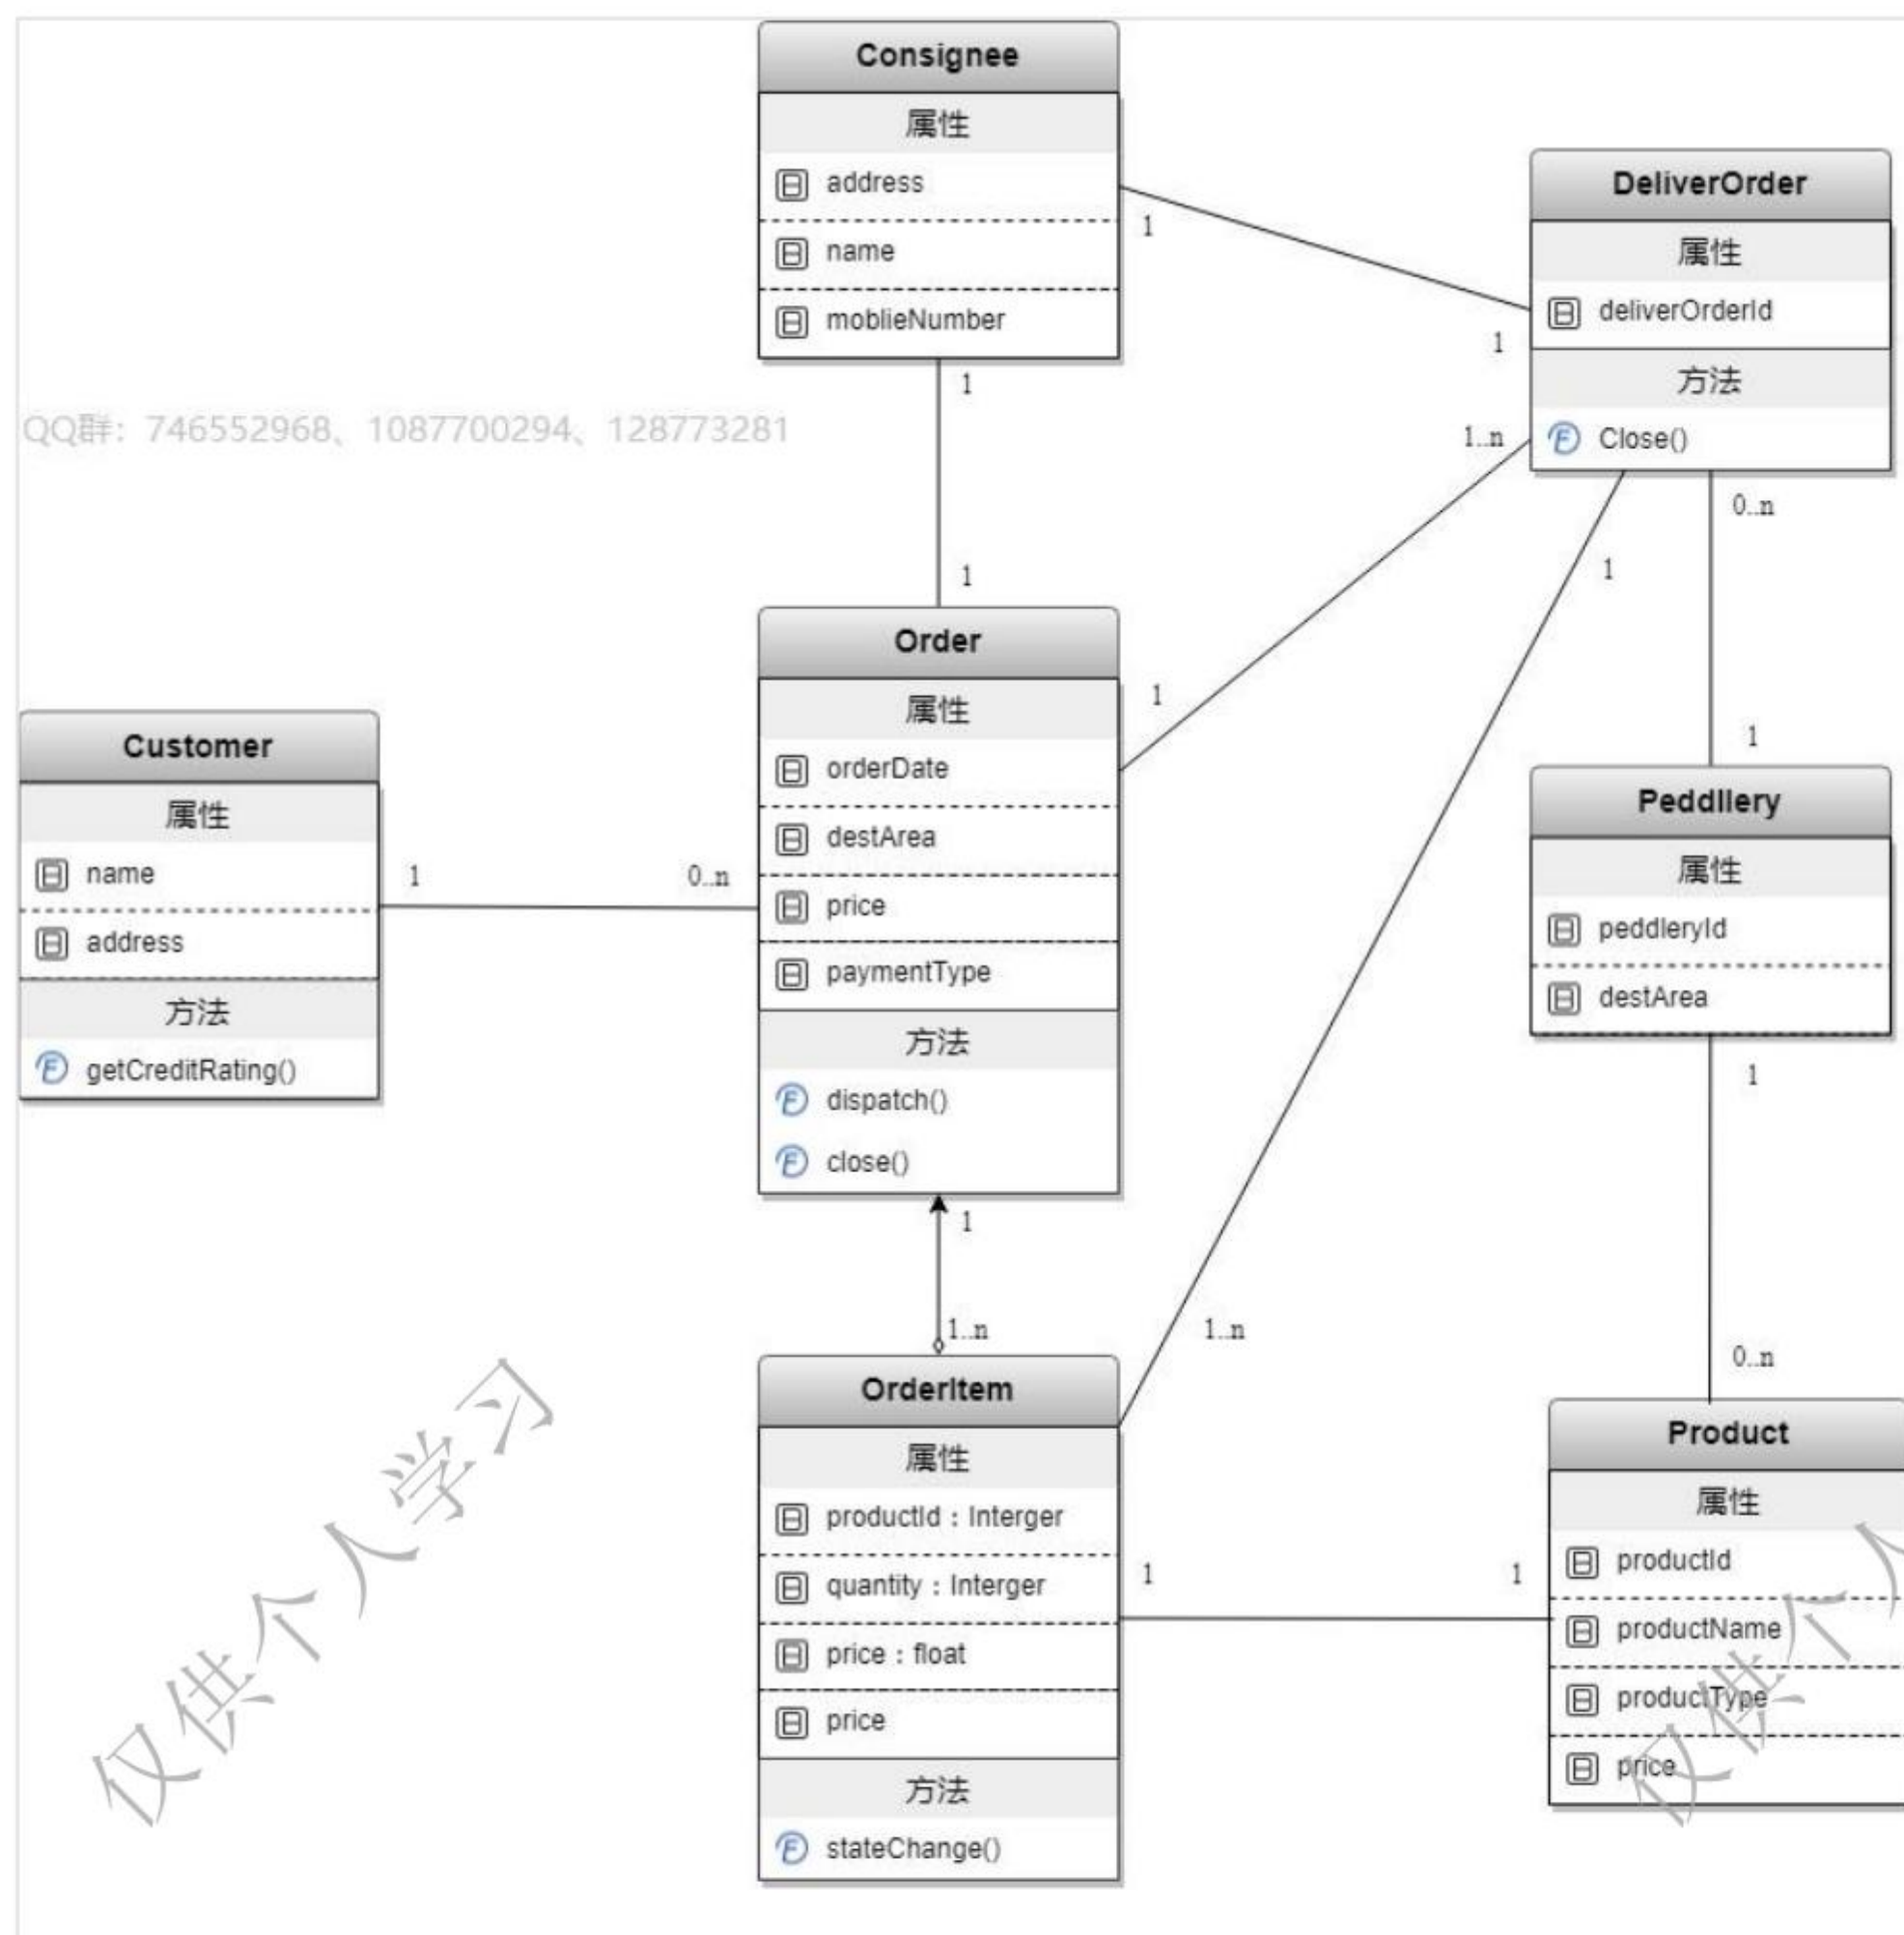 Consignee
属性
address
name
moblieNumber
1
1
1
1
DeliverOrder
属性
deliverOrderId
方法
Close()
1..n
0..n
1
QQ群：746552968、1087700294、128773281
Order
属性
orderDate
destArea
price
paymentType
方法
dispatch()
close()
1
1
1..n
Customer
属性
name
address
方法
getCreditRating()
1
0..n
Peddllery
属性
peddleryId
destArea
1
1
0..n
OrderItem
属性
productId : Interger
quantity : Interger
price : float
price
方法
stateChange()
1..n
1
1
Product
属性
productId
productName
productType
price
仅供个人学习
仅供个人